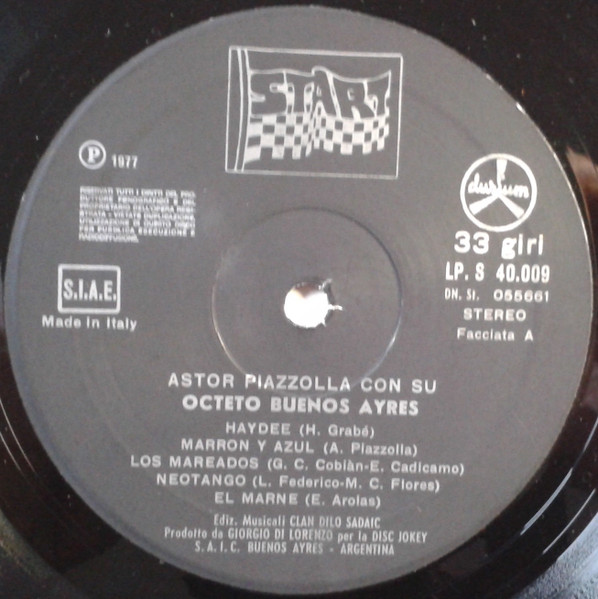 START
P 1977
RISERVATI TUTTI I DIRITTI DEL PRO-
DUTTORE FONOGRAFICO E DEL
PROPRIETARIO DELL'OPERA REGI-
STRATA - VIETATE DUPLICAZIONE,
UTILIZZAZIONE DI QUESTO DISCO
PER PUBBLICA ESECUZIONE E
RADIODIFFUSIONE.
S.I.A.E.
Made in Italy
durium
33 giri
LP. S 40.009
DN. St. 055661
STEREO
Facciata A
ASTOR PIAZZOLLA CON SU
OCTETO BUENOS AYRES
HAYDEE (H. Grabé)
MARRON Y AZUL (A. Piazzolla)
LOS MAREADOS (G. C. Cobiàn-E. Cadicamo)
NEOTANGO (L. Federico-M. C. Flores)
EL MARNE (E. Arolas)
Ediz. Musicali CLAN DILO SADAIC
Prodotto da GIORGIO DI LORENZO per la DISC JOKEY
S. A. I. C. BUENOS AYRES - ARGENTINA